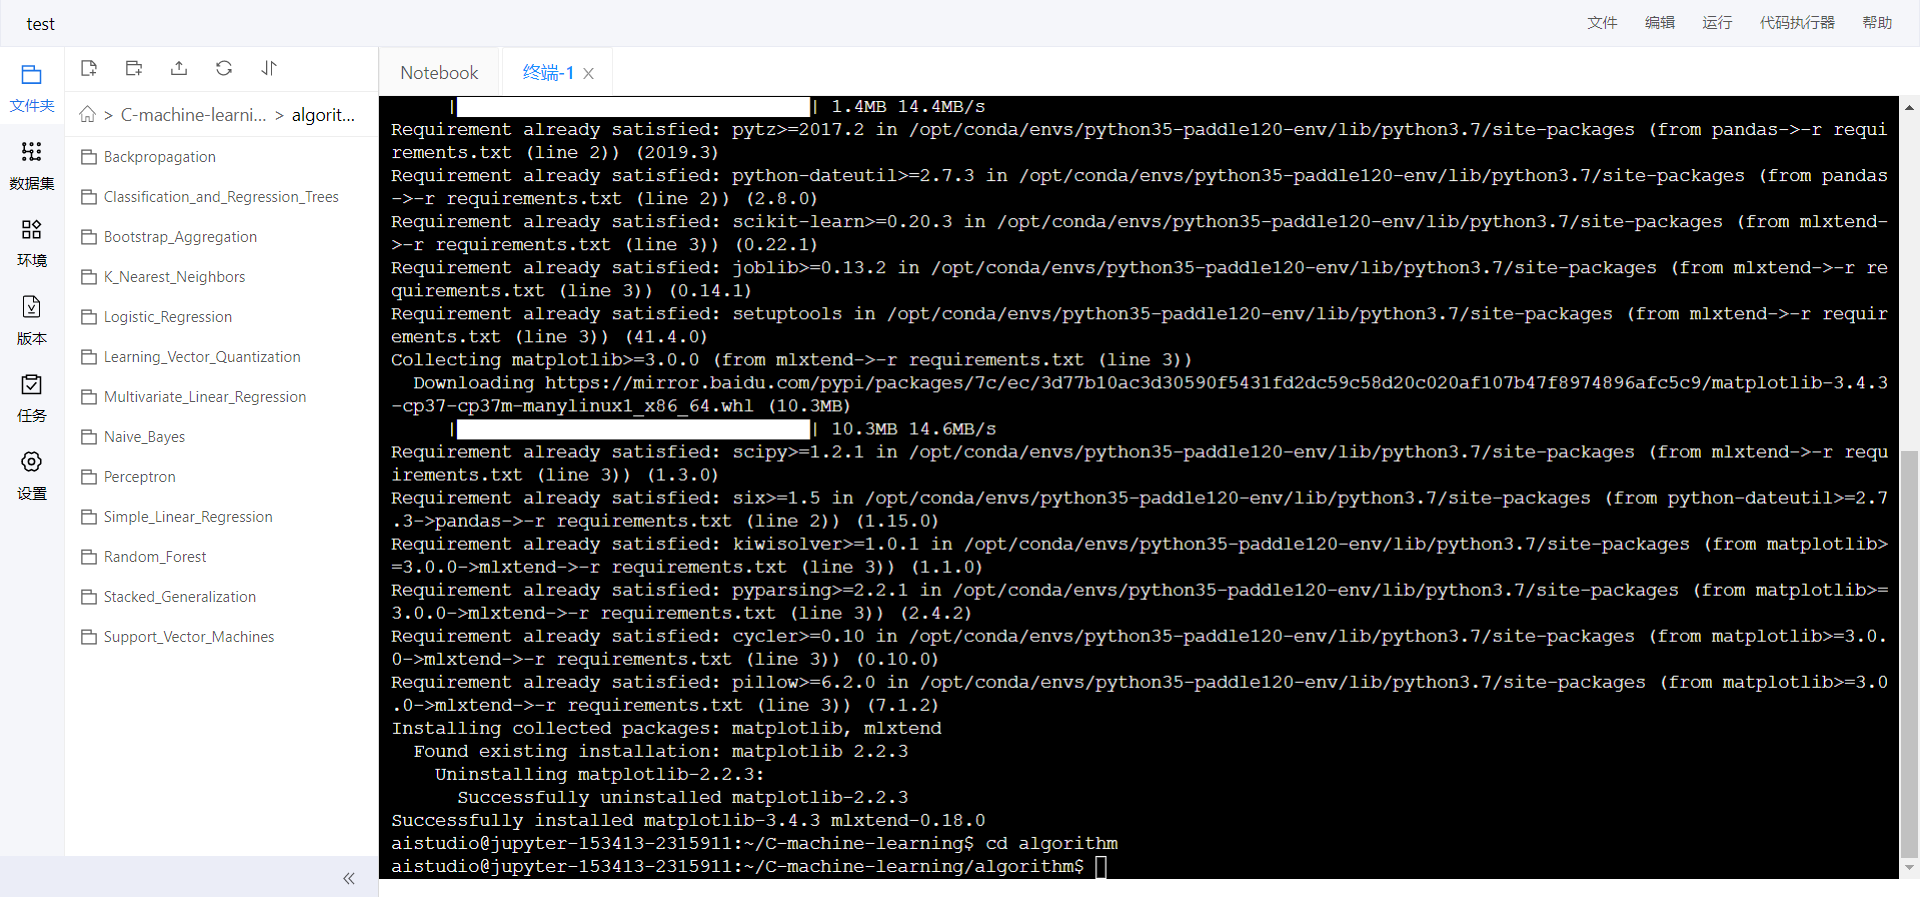 test
文件 编辑 运行 代码执行器 帮助
文件夹
数据集
环境
版本
任务
设置
> C-machine-learni... > algorit...
Backpropagation
Classification_and_Regression_Trees
Bootstrap_Aggregation
K_Nearest_Neighbors
Logistic_Regression
Learning_Vector_Quantization
Multivariate_Linear_Regression
Naive_Bayes
Perceptron
Simple_Linear_Regression
Random_Forest
Stacked_Generalization
Support_Vector_Machines
Notebook 终端-1
| | 1.4MB 14.4MB/s
Requirement already satisfied: pytz>=2017.2 in /opt/conda/envs/python35-paddle120-env/lib/python3.7/site-packages (from pandas->-r requi
rements.txt (line 2)) (2019.3)
Requirement already satisfied: python-dateutil>=2.7.3 in /opt/conda/envs/python35-paddle120-env/lib/python3.7/site-packages (from pandas
->-r requirements.txt (line 2)) (2.8.0)
Requirement already satisfied: scikit-learn>=0.20.3 in /opt/conda/envs/python35-paddle120-env/lib/python3.7/site-packages (from mlxtend-
>-r requirements.txt (line 3)) (0.22.1)
Requirement already satisfied: joblib>=0.13.2 in /opt/conda/envs/python35-paddle120-env/lib/python3.7/site-packages (from mlxtend->-r re
quirements.txt (line 3)) (0.14.1)
Requirement already satisfied: setuptools in /opt/conda/envs/python35-paddle120-env/lib/python3.7/site-packages (from mlxtend->-r requir
ements.txt (line 3)) (41.4.0)
Collecting matplotlib>=3.0.0 (from mlxtend->-r requirements.txt (line 3))
Downloading https://mirror.baidu.com/pypi/packages/7c/ec/3d77b10ac3d30590f5431fd2dc59c58d20c020af107b47f8974896afc5c9/matplotlib-3.4.3
-cp37-cp37m-manylinux1_x86_64.whl (10.3MB)
| | 10.3MB 14.6MB/s
Requirement already satisfied: scipy>=1.2.1 in /opt/conda/envs/python35-paddle120-env/lib/python3.7/site-packages (from mlxtend->-r requ
irements.txt (line 3)) (1.3.0)
Requirement already satisfied: six>=1.5 in /opt/conda/envs/python35-paddle120-env/lib/python3.7/site-packages (from python-dateutil>=2.7
.3->pandas->-r requirements.txt (line 2)) (1.15.0)
Requirement already satisfied: kiwisolver>=1.0.1 in /opt/conda/envs/python35-paddle120-env/lib/python3.7/site-packages (from matplotlib>
=3.0.0->mlxtend->-r requirements.txt (line 3)) (1.1.0)
Requirement already satisfied: pyparsing>=2.2.1 in /opt/conda/envs/python35-paddle120-env/lib/python3.7/site-packages (from matplotlib>=
3.0.0->mlxtend->-r requirements.txt (line 3)) (2.4.2)
Requirement already satisfied: cycler>=0.10 in /opt/conda/envs/python35-paddle120-env/lib/python3.7/site-packages (from matplotlib>=3.0.
0->mlxtend->-r requirements.txt (line 3)) (0.10.0)
Requirement already satisfied: pillow>=6.2.0 in /opt/conda/envs/python35-paddle120-env/lib/python3.7/site-packages (from matplotlib>=3.0
.0->mlxtend->-r requirements.txt (line 3)) (7.1.2)
Installing collected packages: matplotlib, mlxtend
Found existing installation: matplotlib 2.2.3
Uninstalling matplotlib-2.2.3:
Successfully uninstalled matplotlib-2.2.3
Successfully installed matplotlib-3.4.3 mlxtend-0.18.0
aistudio@jupyter-153413-2315911:~/C-machine-learning$ cd algorithm
aistudio@jupyter-153413-2315911:~/C-machine-learning/algorithm$